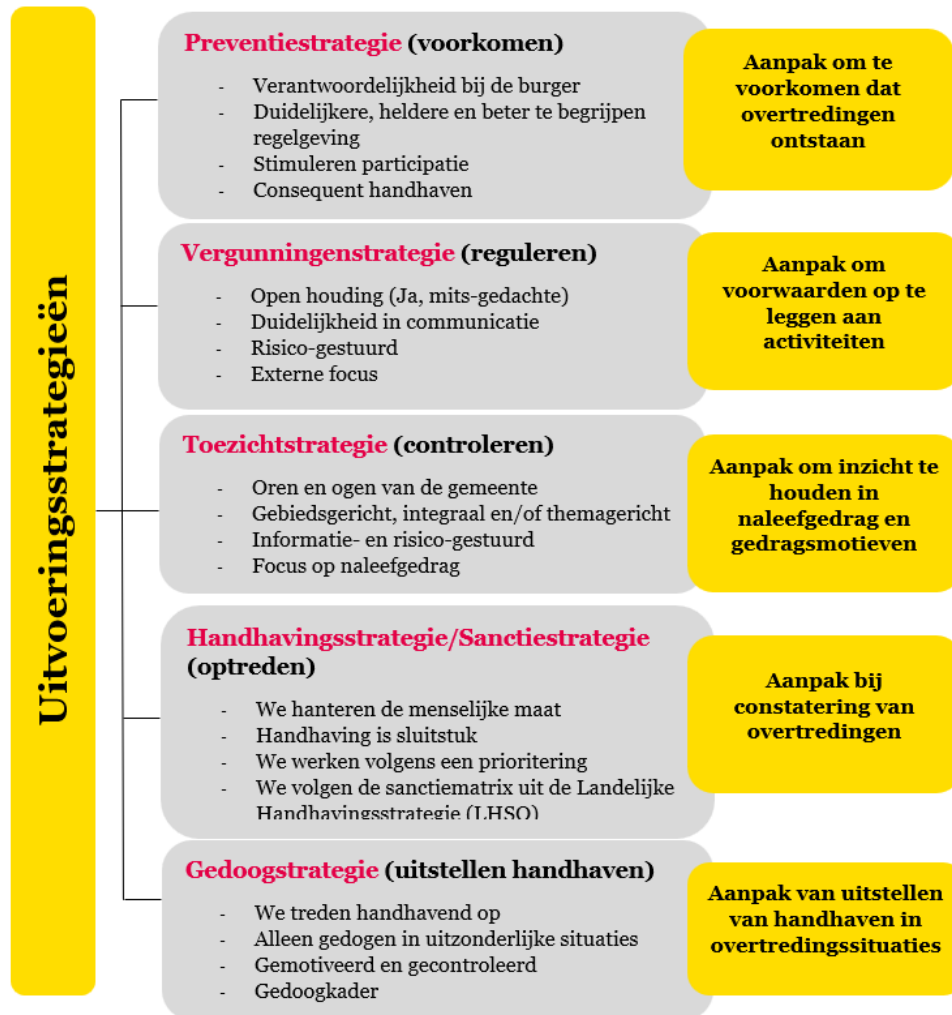 Uitvoeringsstrategieën
Preventiestrategie (voorkomen)
- Verantwoordelijkheid bij de burger
- Duidelijkere, heldere en beter te begrijpen
regelgeving
- Stimuleren participatie
- Consequent handhaven
Aanpak om te
voorkomen dat
overtredingen
ontstaan
Vergunningenstrategie (reguleren)
- Open houding (Ja, mits-gedachte)
- Duidelijkheid in communicatie
- Risico-gestuurd
- Externe focus
Aanpak om
voorwaarden op te
leggen aan
activiteiten
Toezichtstrategie (controleren)
- Oren en ogen van de gemeente
- Gebiedsgericht, integraal en/of themagericht
- Informatie- en risico-gestuurd
- Focus op naleefgedrag
Aanpak om inzicht te
houden in
naleefgedrag en
gedragsmotieven
Handhavingsstrategie/Sanctiestrategie
(optreden)
- We hanteren de menselijke maat
- Handhaving is sluitstuk
- We werken volgens een prioritering
- We volgen de sanctiematrix uit de Landelijke
Handhavingsstrategie (LHSO)
Aanpak bij
constatering van
overtredingen
Gedoogstrategie (uitstellen handhaven)
- We treden handhavend op
- Alleen gedogen in uitzonderlijke situaties
- Gemotiveerd en gecontroleerd
- Gedoogkader
Aanpak van uitstellen
van handhaven in
overtredingssituaties